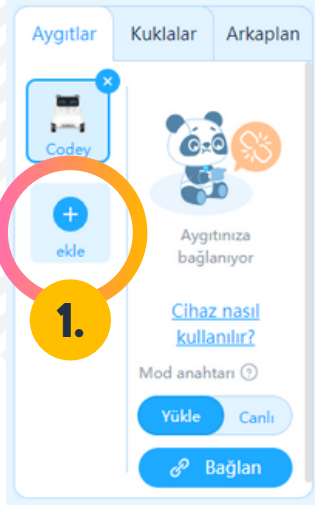 Aygıtlar
Kuklalar
Arkaplan
Codey
ekle
1.
Aygıtınıza
bağlanıyor
Cihaz nasıl
kullanılır?
Mod anahtarı ?
Yükle
Canlı
Bağlan